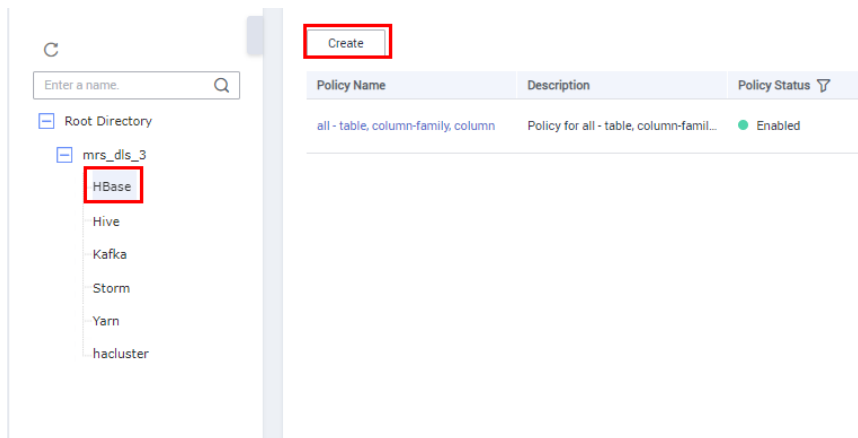 Enter a name.
Root Directory
mrs_dls_3
HBase
Hive
Kafka
Storm
Yarn
hacluster
Create
Policy Name Description Policy Status
all - table, column-family, column Policy for all - table, column-famil... Enabled